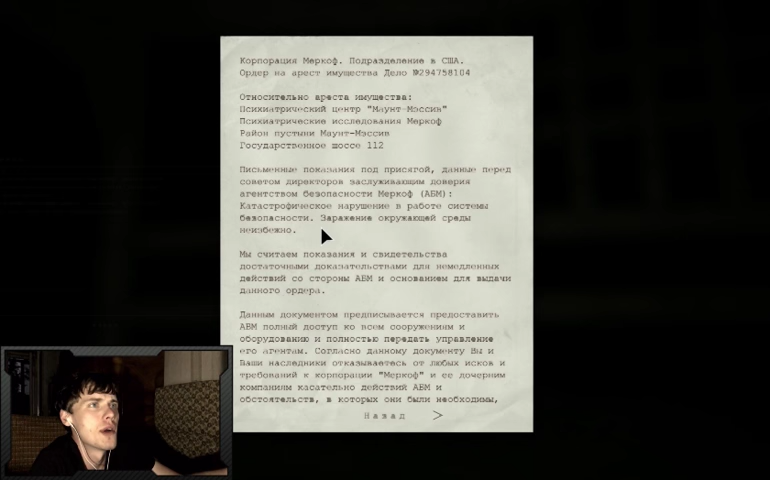 Корпорация Меркоф. Подразделение в США.
Ордер на арест имущества Дело №294758104
Относительно ареста имущества:
Психиатрический центр "Маунт-Мэссив"
Психиатрические исследования Меркоф
Район пустыни Маунт-Мэссив
Государственное шоссе 112
Письменные показания под присягой, данные перед
советом директоров заслуживающим доверия
агентством безопасности Меркоф (АБМ):
Катастрофическое нарушение в работе системы
безопасности. Заражение окружающей среды
неизбежно.
Мы считаем показания и свидетельства
достаточными доказательствами для немедленных
действий со стороны АБМ и основанием для выдачи
данного ордера.
Данным документом предписывается предоставить
АБМ полный доступ ко всем сооружениям и
оборудованию и полностью передать управление
его агентам. Согласно данному документу Вы и
Ваши наследники отказываетесь от любых исков и
требований к корпорации "Меркоф" и ее дочерним
компаниям касательно действий АБМ и
обстоятельств, в которых они были необходимы,
Назад >